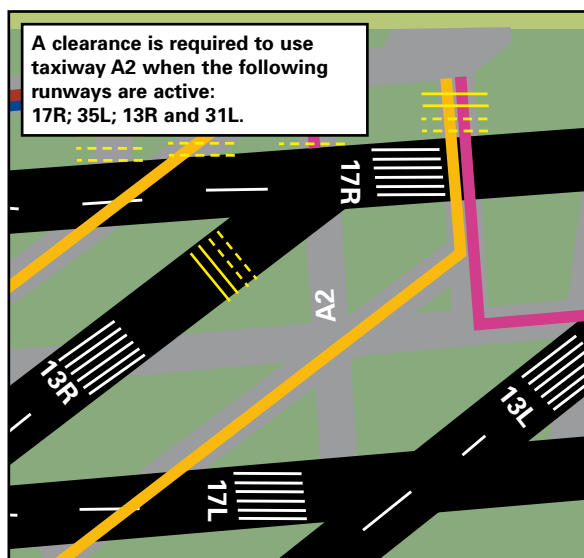 A clearance is required to use
taxiway A2 when the following
runways are active:
17R; 35L; 13R and 31L.
17R
A2
13R
13L
17L